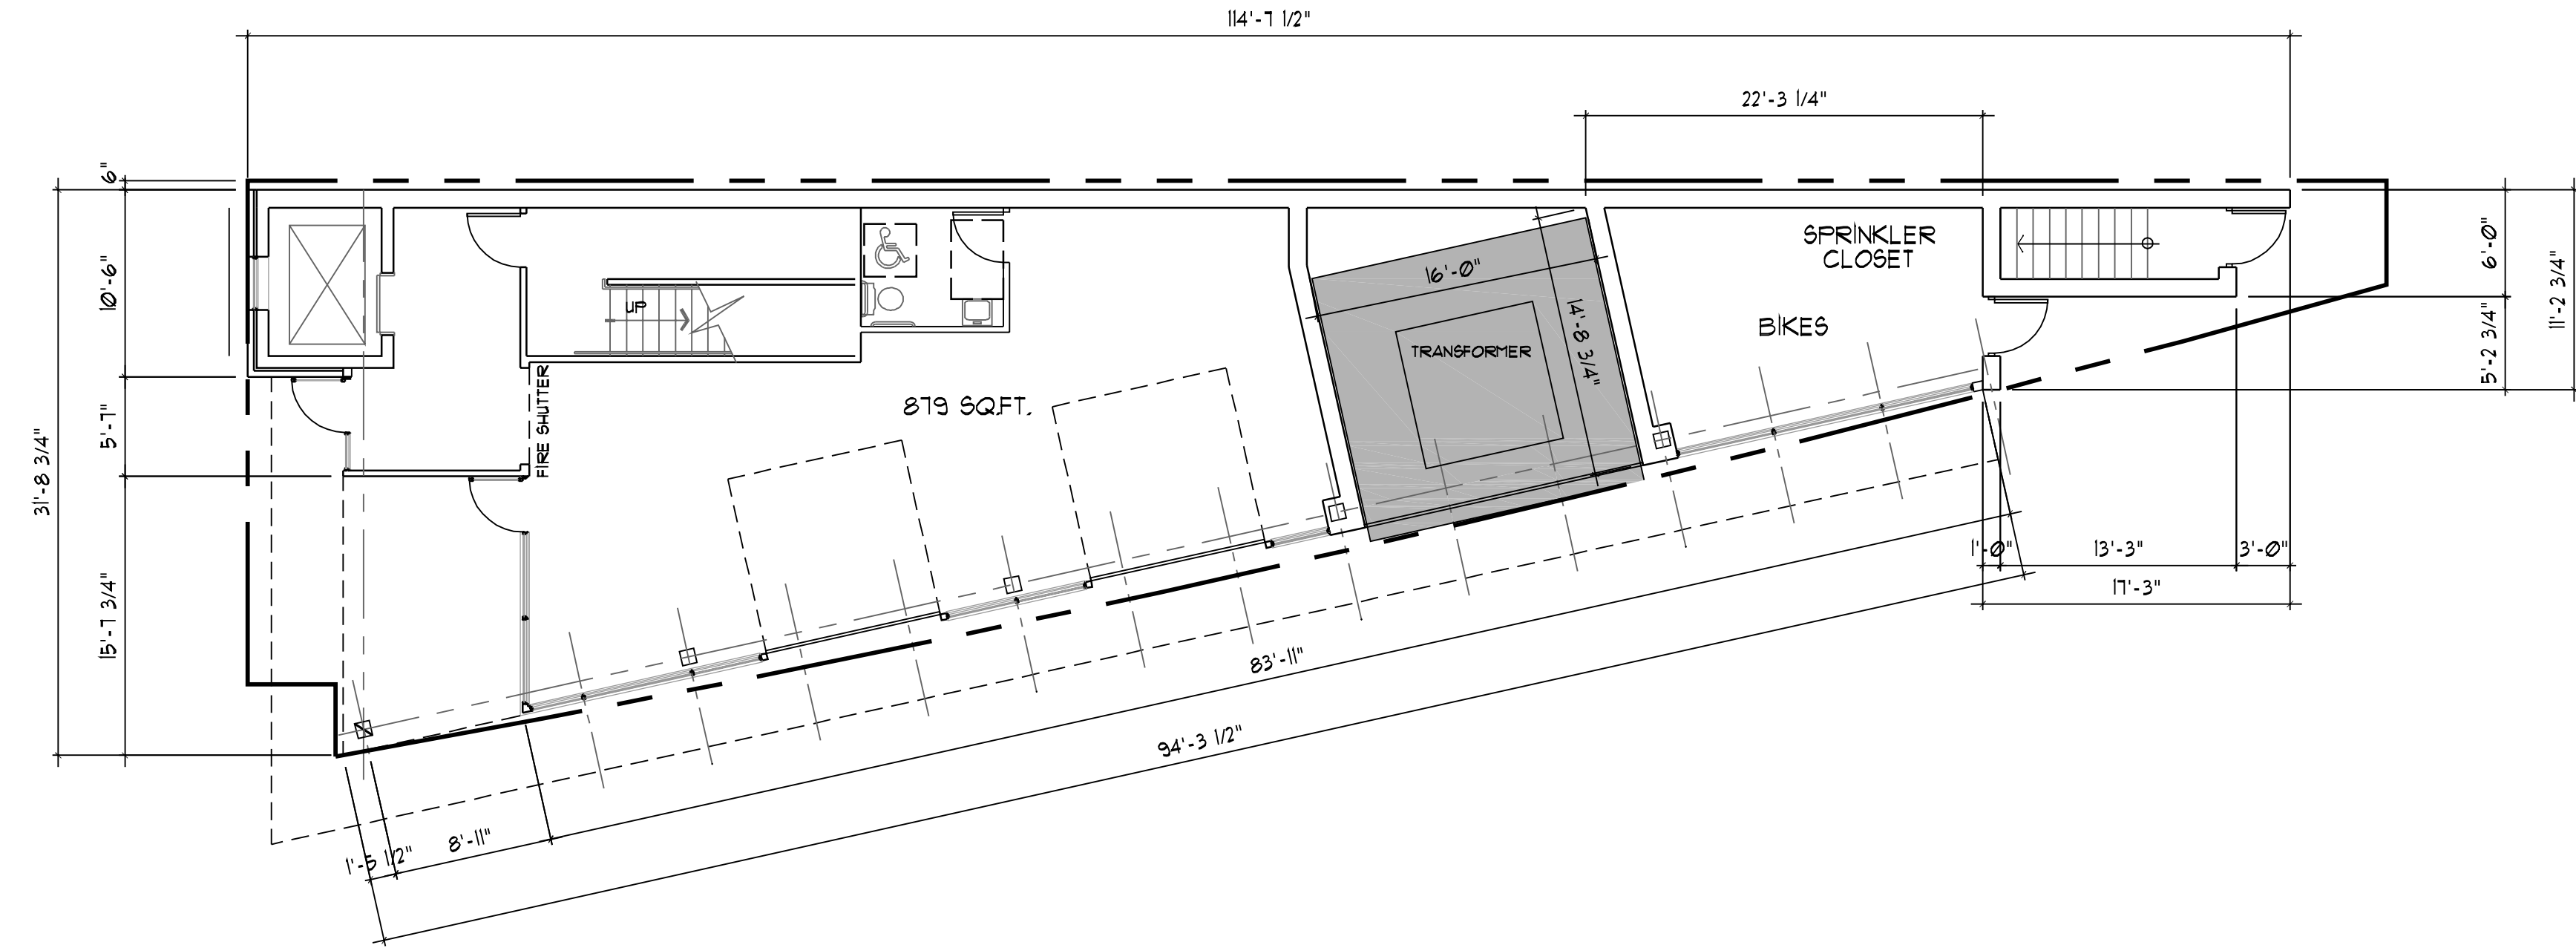 114'-7 1/2"
22'-3 1/4"
6"
10'-6"
5'-7"
31'-8 3/4"
15'-7 3/4"
UP
FIRE SHUTTER
879 SQ.FT.
16'-0"
14'-8 3/4"
TRANSFORMER
SPRINKLER
CLOSET
BIKES
6'-0"
11'-2 3/4"
5'-2 3/4"
1'-0"
13'-3"
3'-0"
17'-3"
83'-11"
94'-3 1/2"
8'-11"
1'-5 1/2"